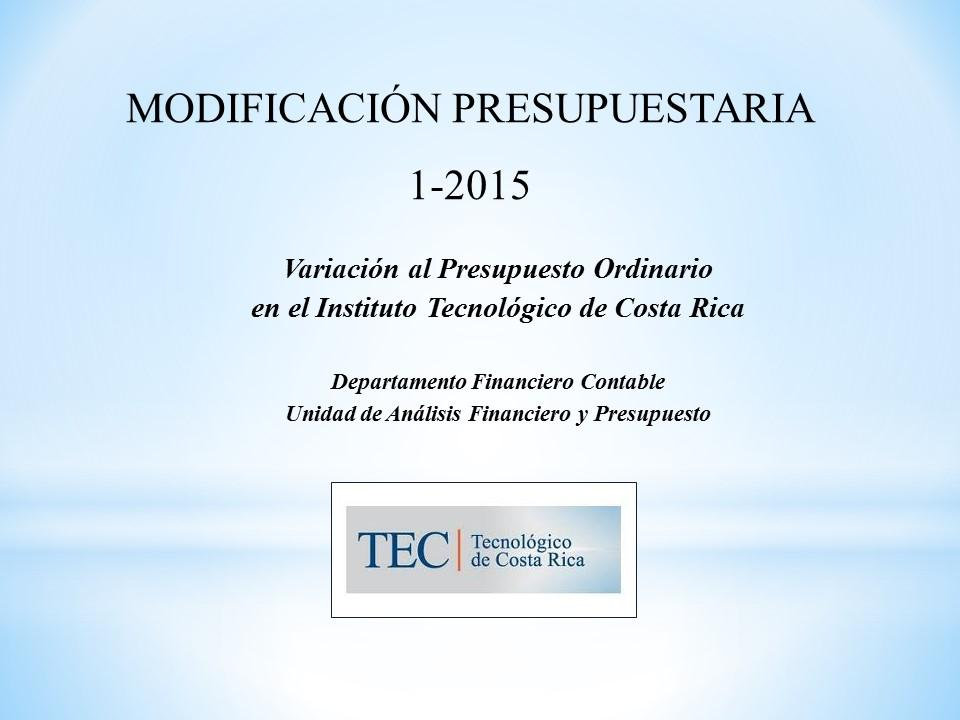 MODIFICACIÓN PRESUPUESTARIA
1-2015
Variación al Presupuesto Ordinario
en el Instituto Tecnológico de Costa Rica
Departamento Financiero Contable
Unidad de Análisis Financiero y Presupuesto
TEC | Tecnológico
de Costa Rica